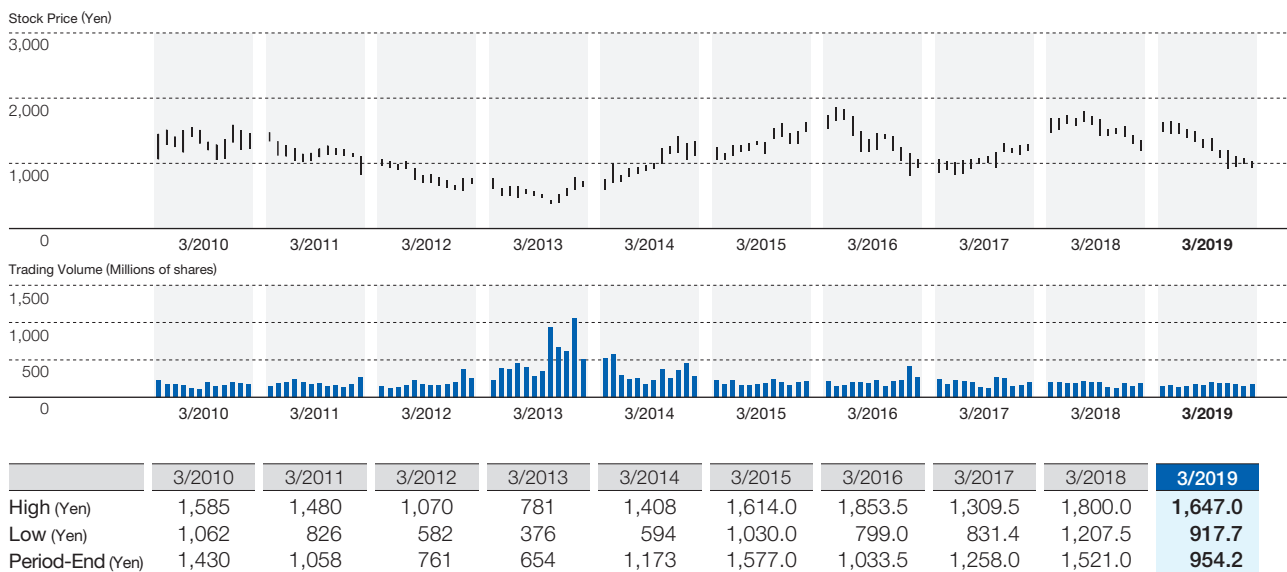 Stock Price (Yen)
3,000
2,000
1,000
0
3/2010 3/2011 3/2012 3/2013 3/2014 3/2015 3/2016 3/2017 3/2018 3/2019
Trading Volume (Millions of shares)
1,500
1,000
500
0
3/2010 3/2011 3/2012 3/2013 3/2014 3/2015 3/2016 3/2017 3/2018 3/2019
3/2010 3/2011 3/2012 3/2013 3/2014 3/2015 3/2016 3/2017 3/2018 3/2019
High (Yen) 1,585 1,480 1,070 781 1,408 1,614.0 1,853.5 1,309.5 1,800.0 1,647.0
Low (Yen) 1,062 826 582 376 594 1,030.0 799.0 831.4 1,207.5 917.7
Period-End (Yen) 1,430 1,058 761 654 1,173 1,577.0 1,033.5 1,258.0 1,521.0 954.2